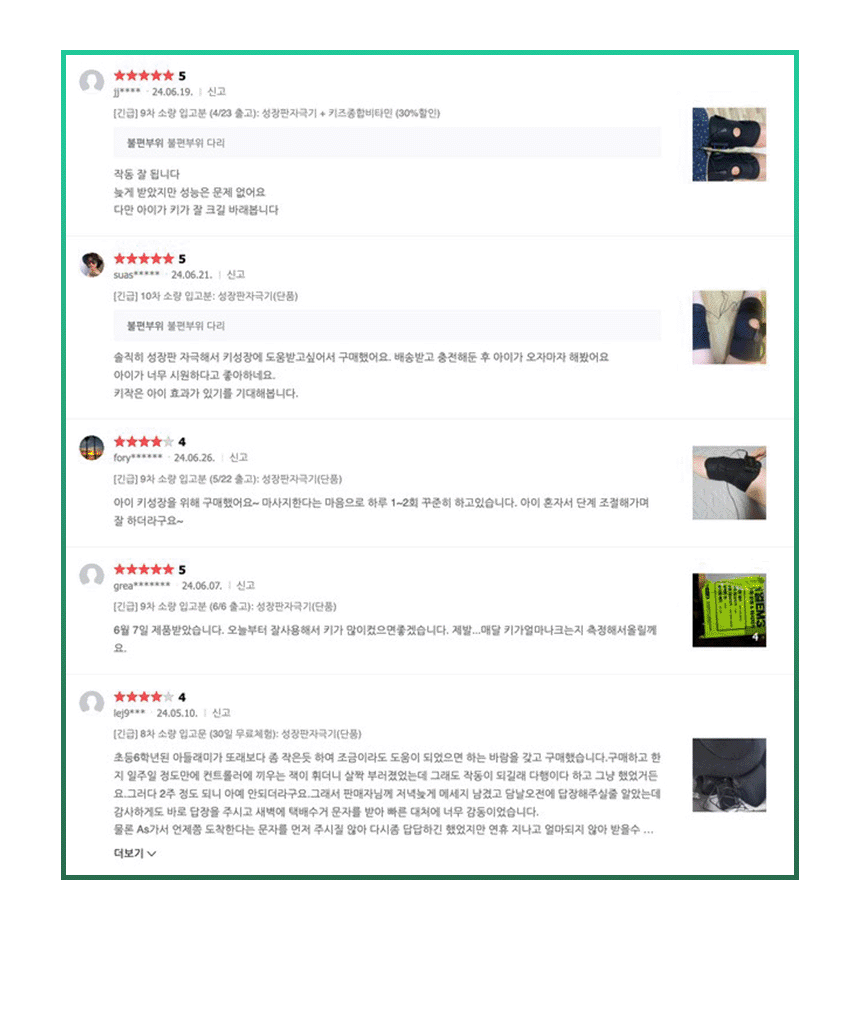 5
jj**** · 24.06.19. | 신고
[긴급] 9차 소량 입고분 (4/23 출고): 성장판자극기 + 키즈종합비타민 (30%할인)
불편부위 불편부위 다리
작동 잘 됩니다
늦게 받았지만 성능은 문제 없어요
다만 아이가 키가 잘 크길 바래봅니다
5
suas***** · 24.06.21. | 신고
[긴급] 10차 소량 입고분: 성장판자극기(단품)
불편부위 불편부위 다리
솔직히 성장판 자극해서 키성장에 도움받고싶어서 구매했어요. 배송받고 충전해둔 후 아이가 오자마자 해봤어요
아이가 너무 시원하다고 좋아하네요.
키작은 아이 효과가 있기를 기대해봅니다.
4
fory****** · 24.06.26. | 신고
[긴급] 9차 소량 입고분 (5/22 출고): 성장판자극기(단품)
아이 키성장을 위해 구매했어요~ 마사지한다는 마음으로 하루 1~2회 꾸준히 하고있습니다. 아이 혼자서 단계 조절해가며
잘 하더라구요~
5
grea******* · 24.06.07. | 신고
[긴급] 9차 소량 입고분 (6/6 출고): 성장판자극기(단품)
6월 7일 제품받았습니다. 오늘부터 잘사용해서 키가 많이컸으면좋겠습니다. 제발...매달 키가얼마나크는지 측정해서올릴께
요.
4
4
lej9*** · 24.05.10. | 신고
[긴급] 8차 소량 입고문 (30일 무료체험): 성장판자극기(단품)
초등6학년된 아들래미가 또래보다 좀 작은듯 하여 조금이라도 도움이 되었으면 하는 바람을 갖고 구매했습니다.구매하고 한
지 일주일 정도만에 컨트롤러에 끼우는 잭이 휘더니 살짝 부러졌었는데 그래도 작동이 되길래 다행이다 하고 그냥 했었거든
요.그러다 2주 정도 되니 아예 안되더라구요.그래서 판매자님께 저녁늦게 메세지 남겼고 담날오전에 답장해주실줄 알았는데
감사하게도 바로 답장을 주시고 새벽에 택배수거 문자를 받아 빠른 대처에 너무 감동이었습니다.
물론 As가서 언제쯤 도착한다는 문자를 먼저 주시질 않아 다시좀 답답하긴 했었지만 연휴 지나고 얼마되지 않아 받을수 ...
더보기